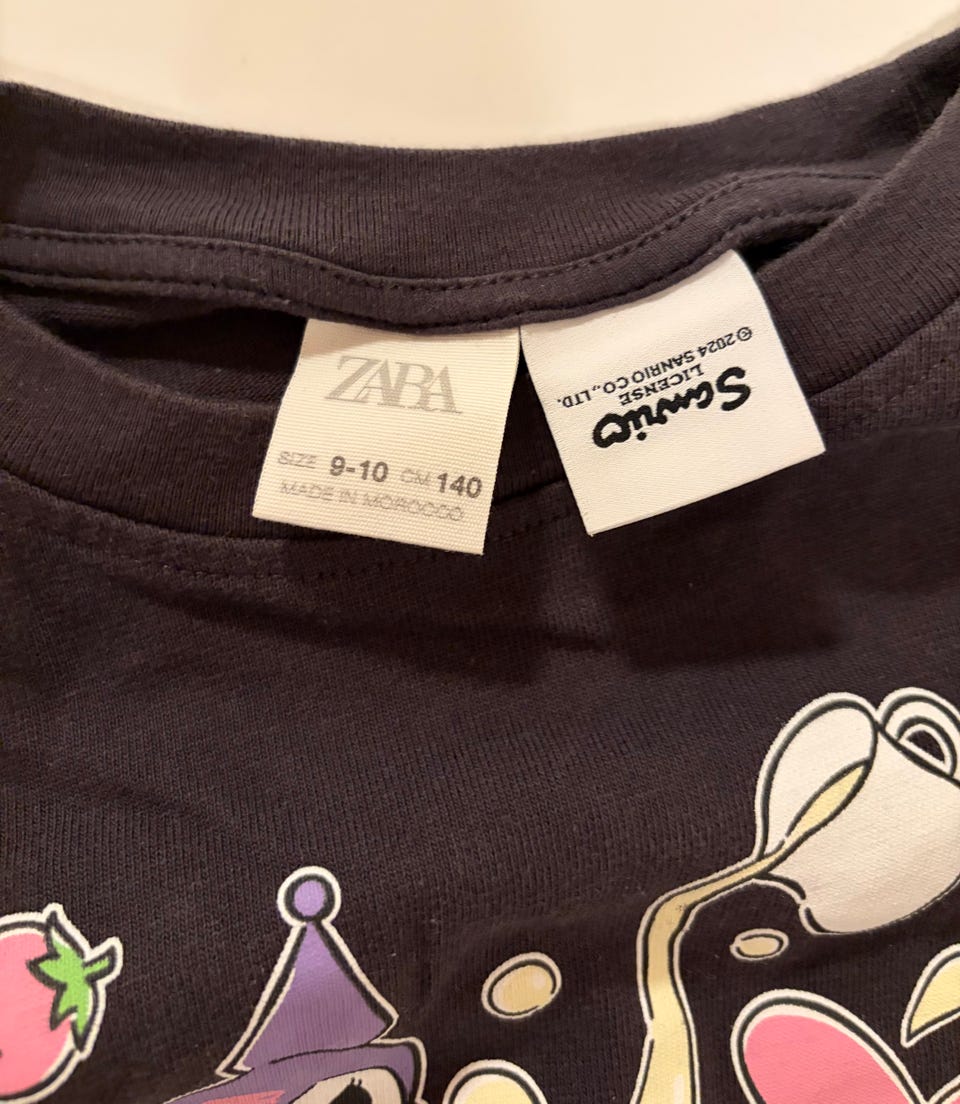 ZARA
SIZE 9-10 CM 140
MADE IN MOROCCO
©2024 SANRIO CO., LTD.
LICENSE
Sanrio